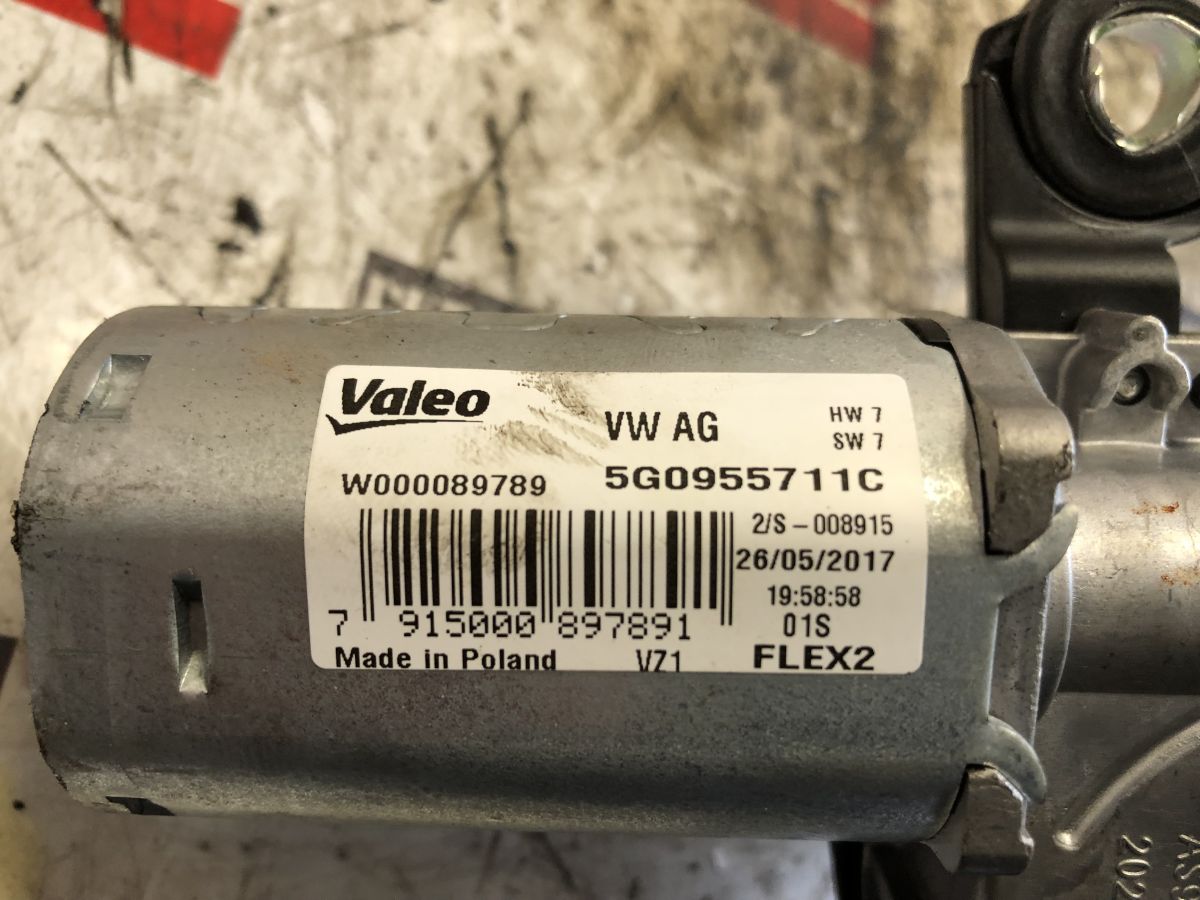 Valeo
VW AG
HW 7
SW 7
W000089789
5G0955711C
2/S - 008915
26/05/2017
19:58:58
01S
7 915000 897891
Made in Poland
VZ1
FLEX2